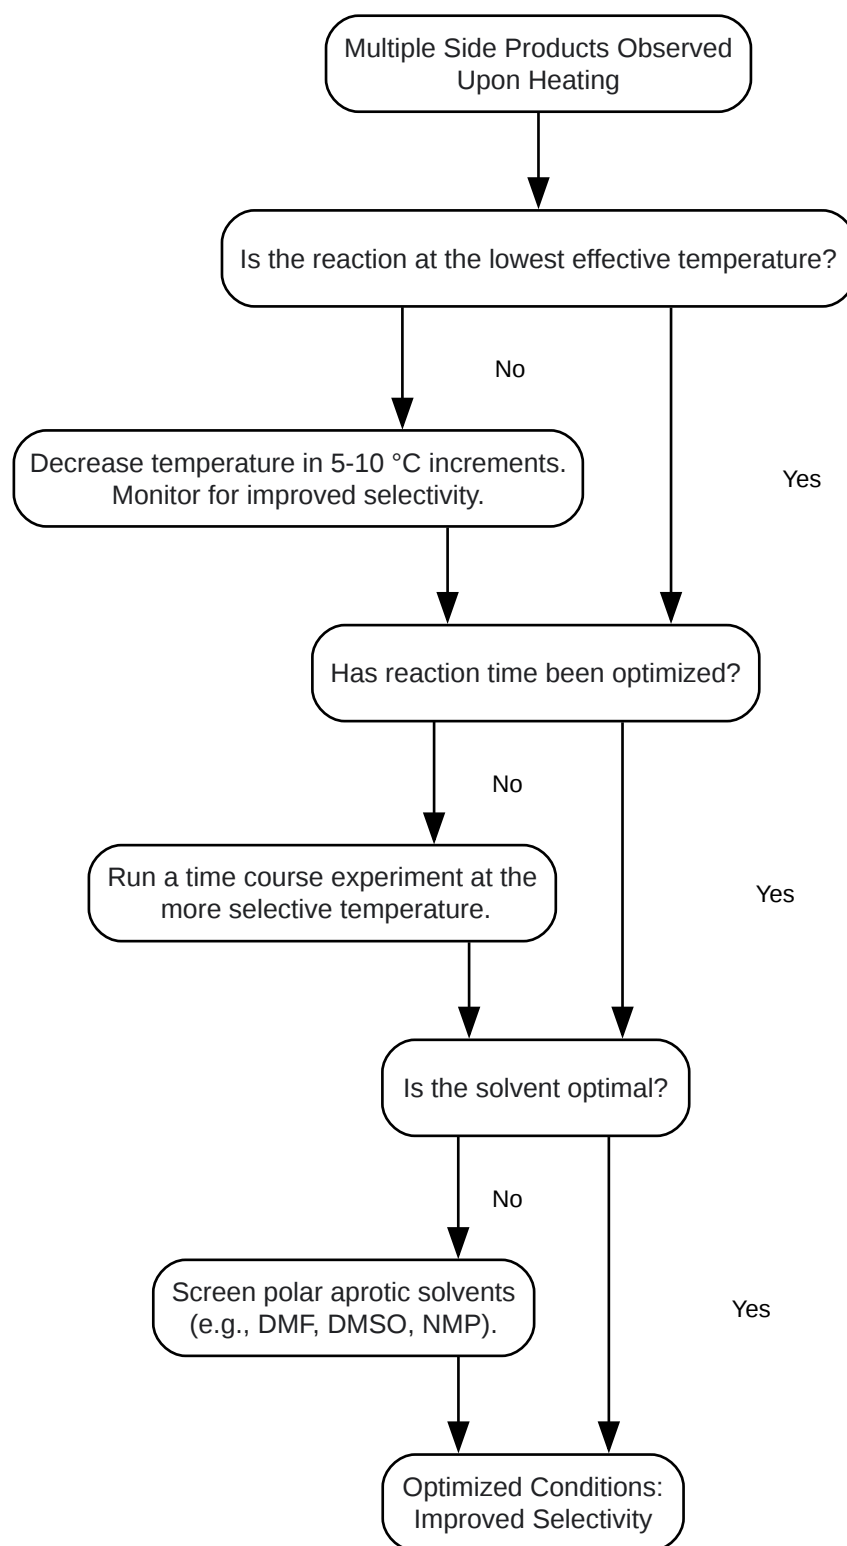 Multiple Side Products Observed
Upon Heating
Is the reaction at the lowest effective temperature?
No
Decrease temperature in 5-10 °C increments.
Monitor for improved selectivity.
Yes
Has reaction time been optimized?
No
Run a time course experiment at the
more selective temperature.
Yes
Is the solvent optimal?
No
Screen polar aprotic solvents
(e.g., DMF, DMSO, NMP).
Yes
Optimized Conditions:
Improved Selectivity